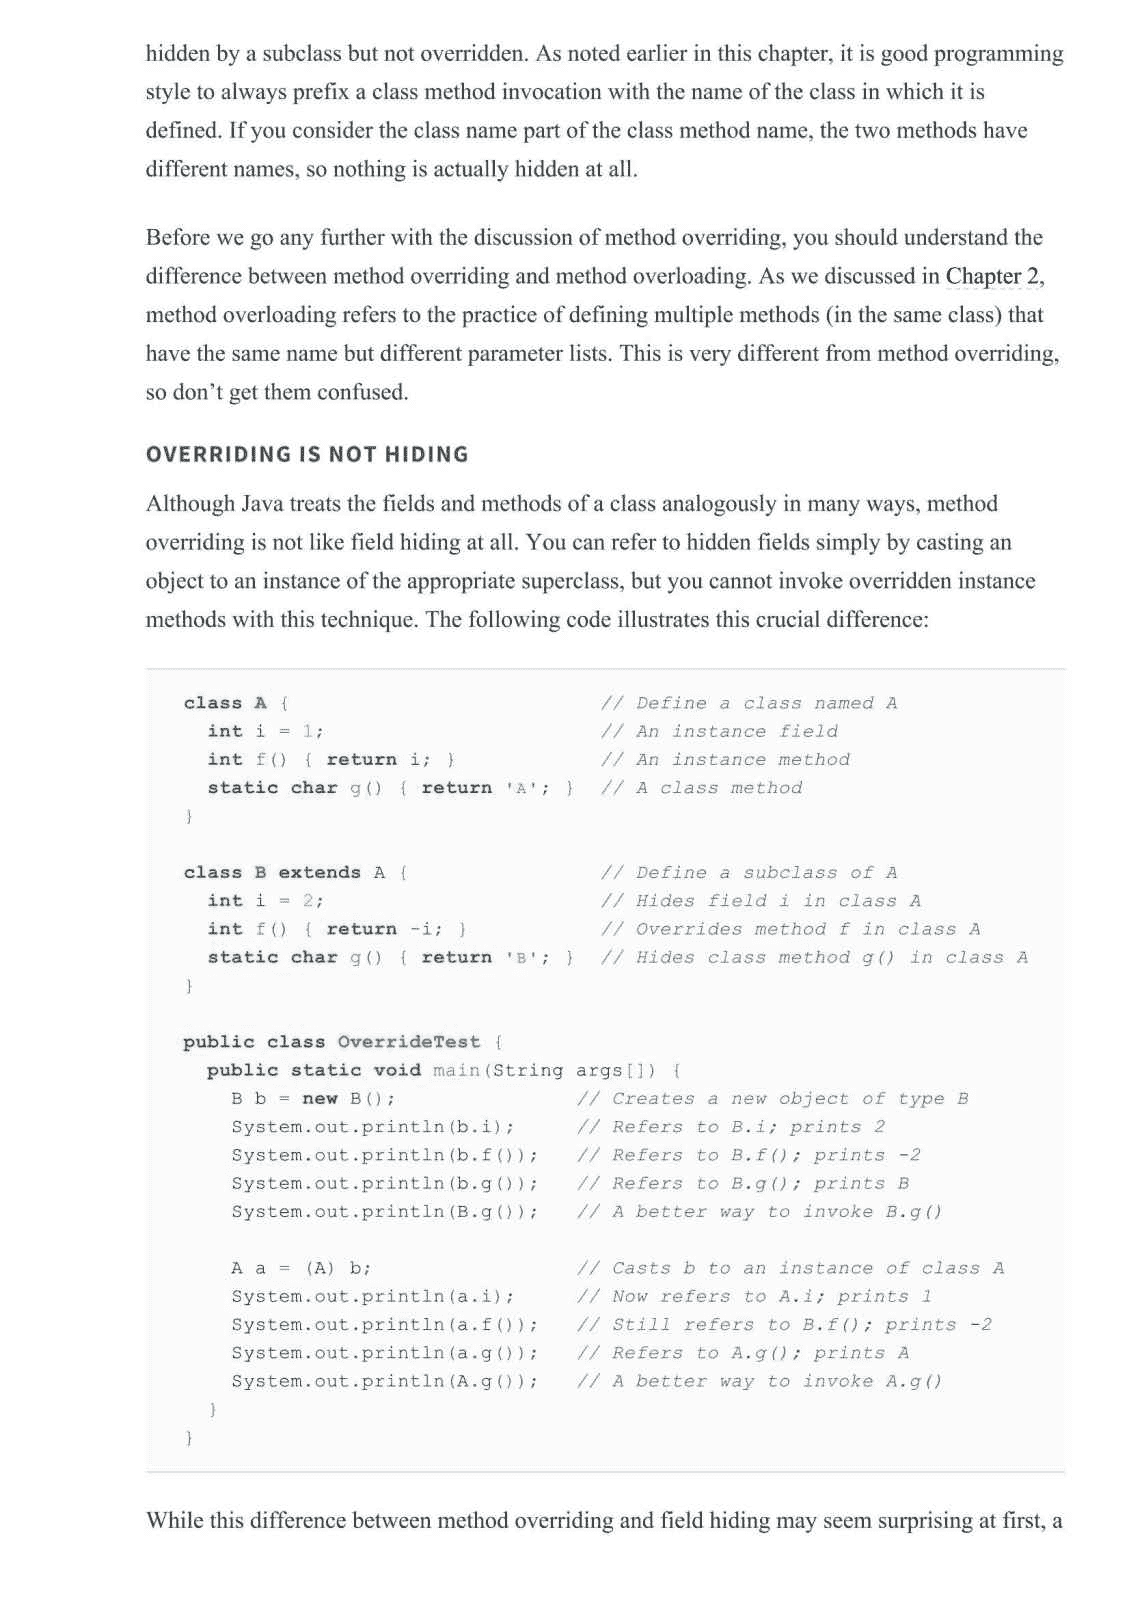 hidden by a subclass but not overridden. As noted earlier in this chapter, it is good programming
style to always prefix a class method invocation with the name of the class in which it is
defined. If you consider the class name part of the class method name, the two methods have
different names, so nothing is actually hidden at all.
Before we go any further with the discussion of method overriding, you should understand the
difference between method overriding and method overloading. As we discussed in Chapter 2,
method overloading refers to the practice of defining multiple methods (in the same class) that
have the same name but different parameter lists. This is very different from method overriding,
so don’t get them confused.
OVERRIDING IS NOT HIDING
Although Java treats the fields and methods of a class analogously in many ways, method
overriding is not like field hiding at all. You can refer to hidden fields simply by casting an
object to an instance of the appropriate superclass, but you cannot invoke overridden instance
methods with this technique. The following code illustrates this crucial difference:
class A {                          // Define a class named A
  int i = 1;                       // An instance field
  int f() { return i; }            // An instance method
  static char g() { return 'A'; }  // A class method
}
class B extends A {                // Define a subclass of A
  int i = 2;                       // Hides field i in class A
  int f() { return -i; }           // Overrides method f in class A
  static char g() { return 'B'; }  // Hides class method g() in class A
}
public class OverrideTest {
  public static void main(String args[]) {
    B b = new B();               // Creates a new object of type B
    System.out.println(b.i);     // Refers to B.i; prints 2
    System.out.println(b.f());   // Refers to B.f(); prints -2
    System.out.println(b.g());   // Refers to B.g(); prints B
    System.out.println(B.g());   // A better way to invoke B.g()
    A a = (A) b;                 // Casts b to an instance of class A
    System.out.println(a.i);     // Now refers to A.i; prints 1
    System.out.println(a.f());   // Still refers to B.f(); prints -2
    System.out.println(a.g());   // Refers to A.g(); prints A
    System.out.println(A.g());   // A better way to invoke A.g()
  }
}
While this difference between method overriding and field hiding may seem surprising at first, a